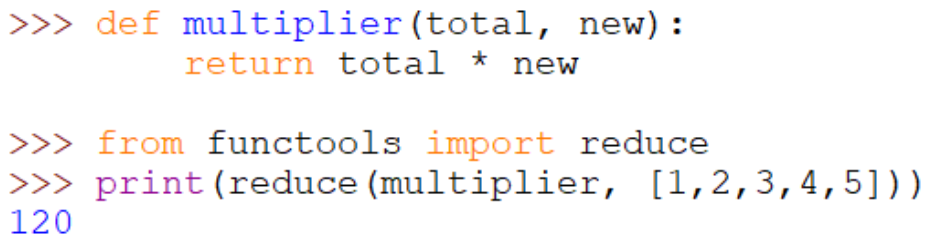 >>> def multiplier(total, new):
        return total * new
>>> from functools import reduce
>>> print(reduce(multiplier, [1,2,3,4,5]))
120